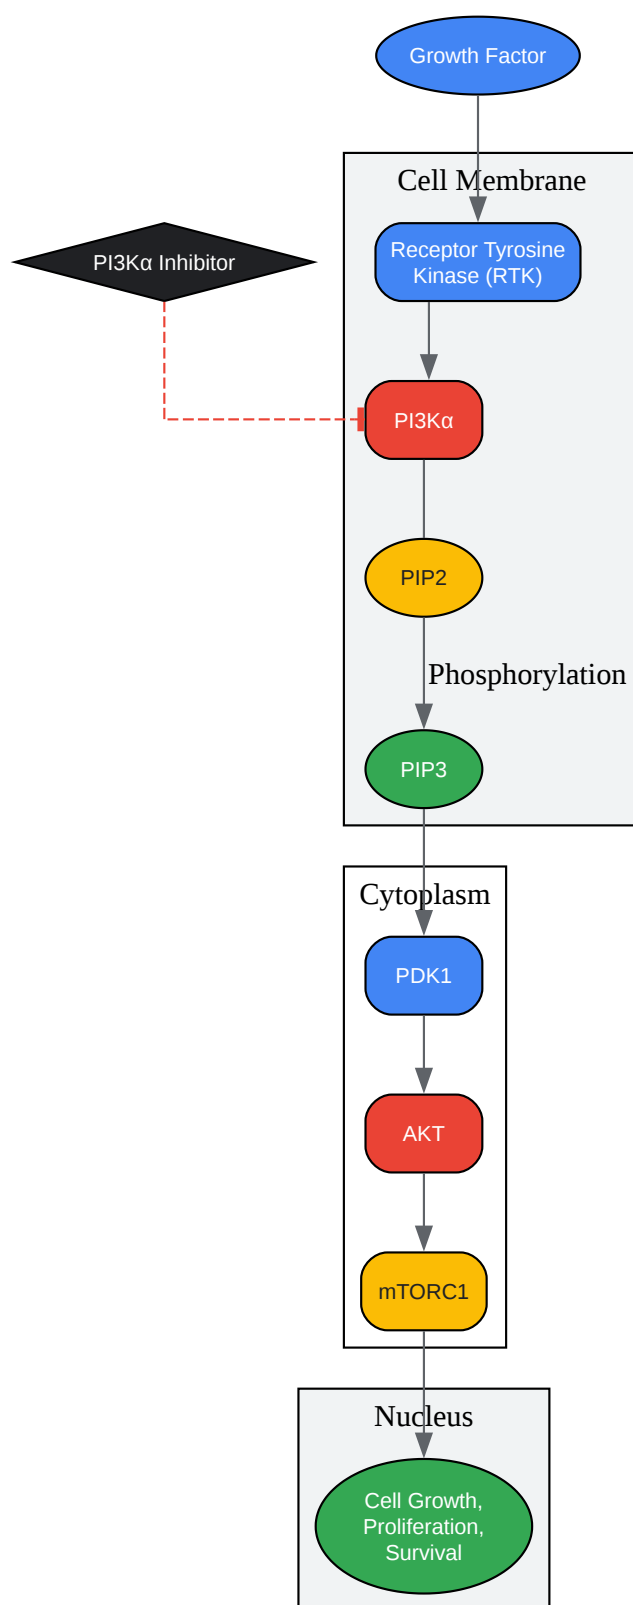 Growth Factor
Cell Membrane
Receptor Tyrosine
Kinase (RTK)
PI3Kα Inhibitor
PI3Kα
PIP2
Phosphorylation
PIP3
Cytoplasm
PDK1
AKT
mTORC1
Nucleus
Cell Growth,
Proliferation,
Survival